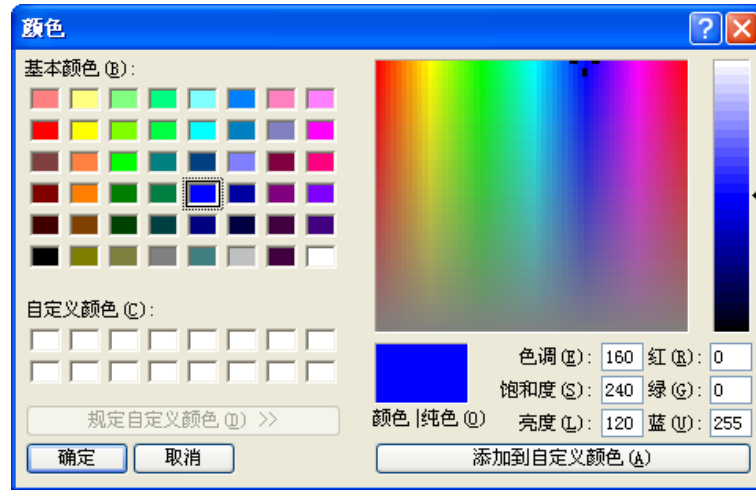 颜色
基本颜色(B):
自定义颜色(C):
规定自定义颜色(D) >>
确定 取消
颜色|纯色(O)
色调(E): 160 红(R): 0
饱和度(S): 240 绿(G): 0
亮度(L): 120 蓝(U): 255
添加到自定义颜色(A)